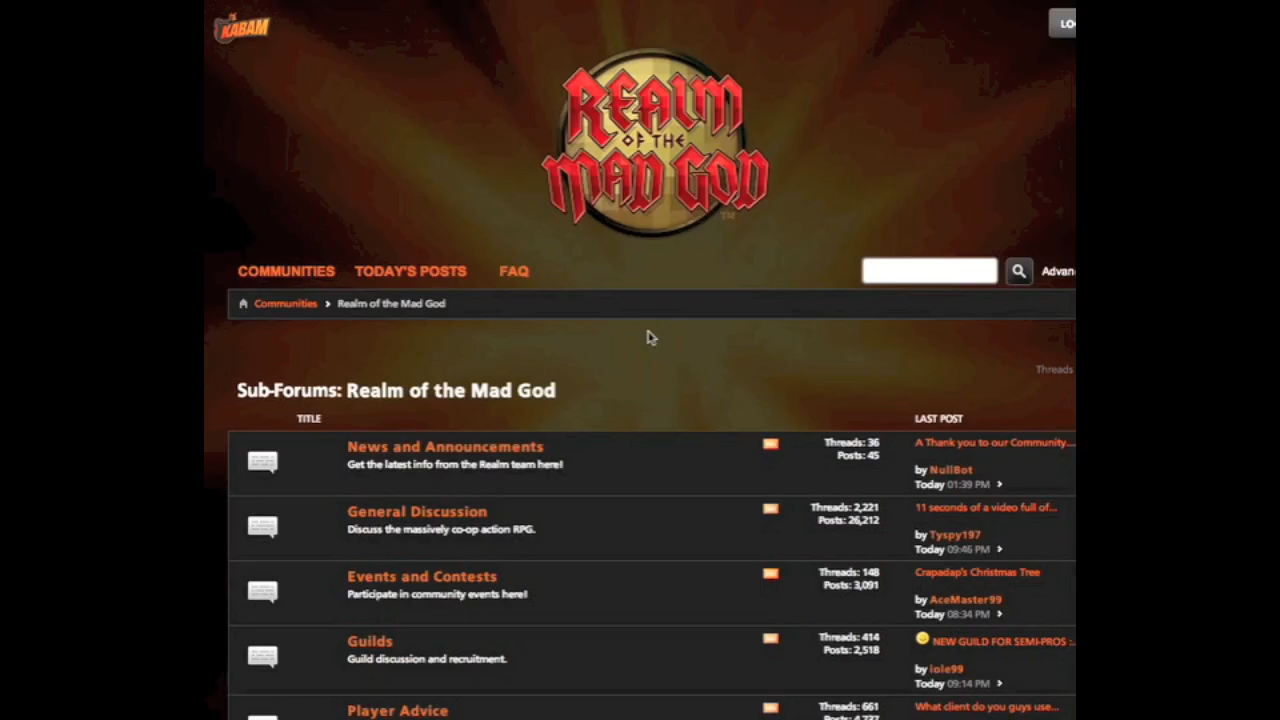 KABAM
LO
REALM
OF THE
MAD GOD
TM
COMMUNITIES TODAY'S POSTS FAQ
Advan
Communities › Realm of the Mad God
Threads
Sub-Forums: Realm of the Mad God
TITLE LAST POST
News and Announcements Threads: 36 A Thank you to our Community...
Get the latest info from the Realm team here! Posts: 45
by NullBot
Today 01:39 PM
General Discussion Threads: 2,221 11 seconds of a video full of...
Discuss the massively co-op action RPG. Posts: 26,212
by Tyspy197
Today 09:46 PM
Events and Contests Threads: 148 Crapadap's Christmas Tree
Participate in community events here! Posts: 3,091
by AceMaster99
Today 08:34 PM
Guilds Threads: 414 NEW GUILD FOR SEMI-PROS :..
Guild discussion and recruitment. Posts: 2,518
by iole99
Today 09:14 PM
Player Advice Threads: 661 What client do you guys use...